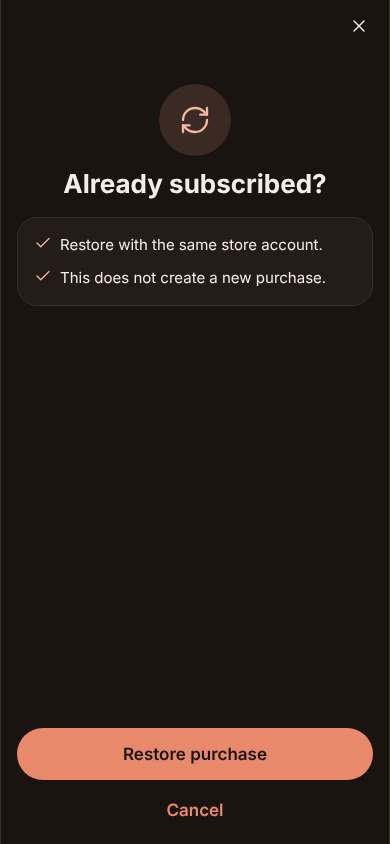 Already subscribed?
Restore with the same store account.
This does not create a new purchase.
Restore purchase
Cancel